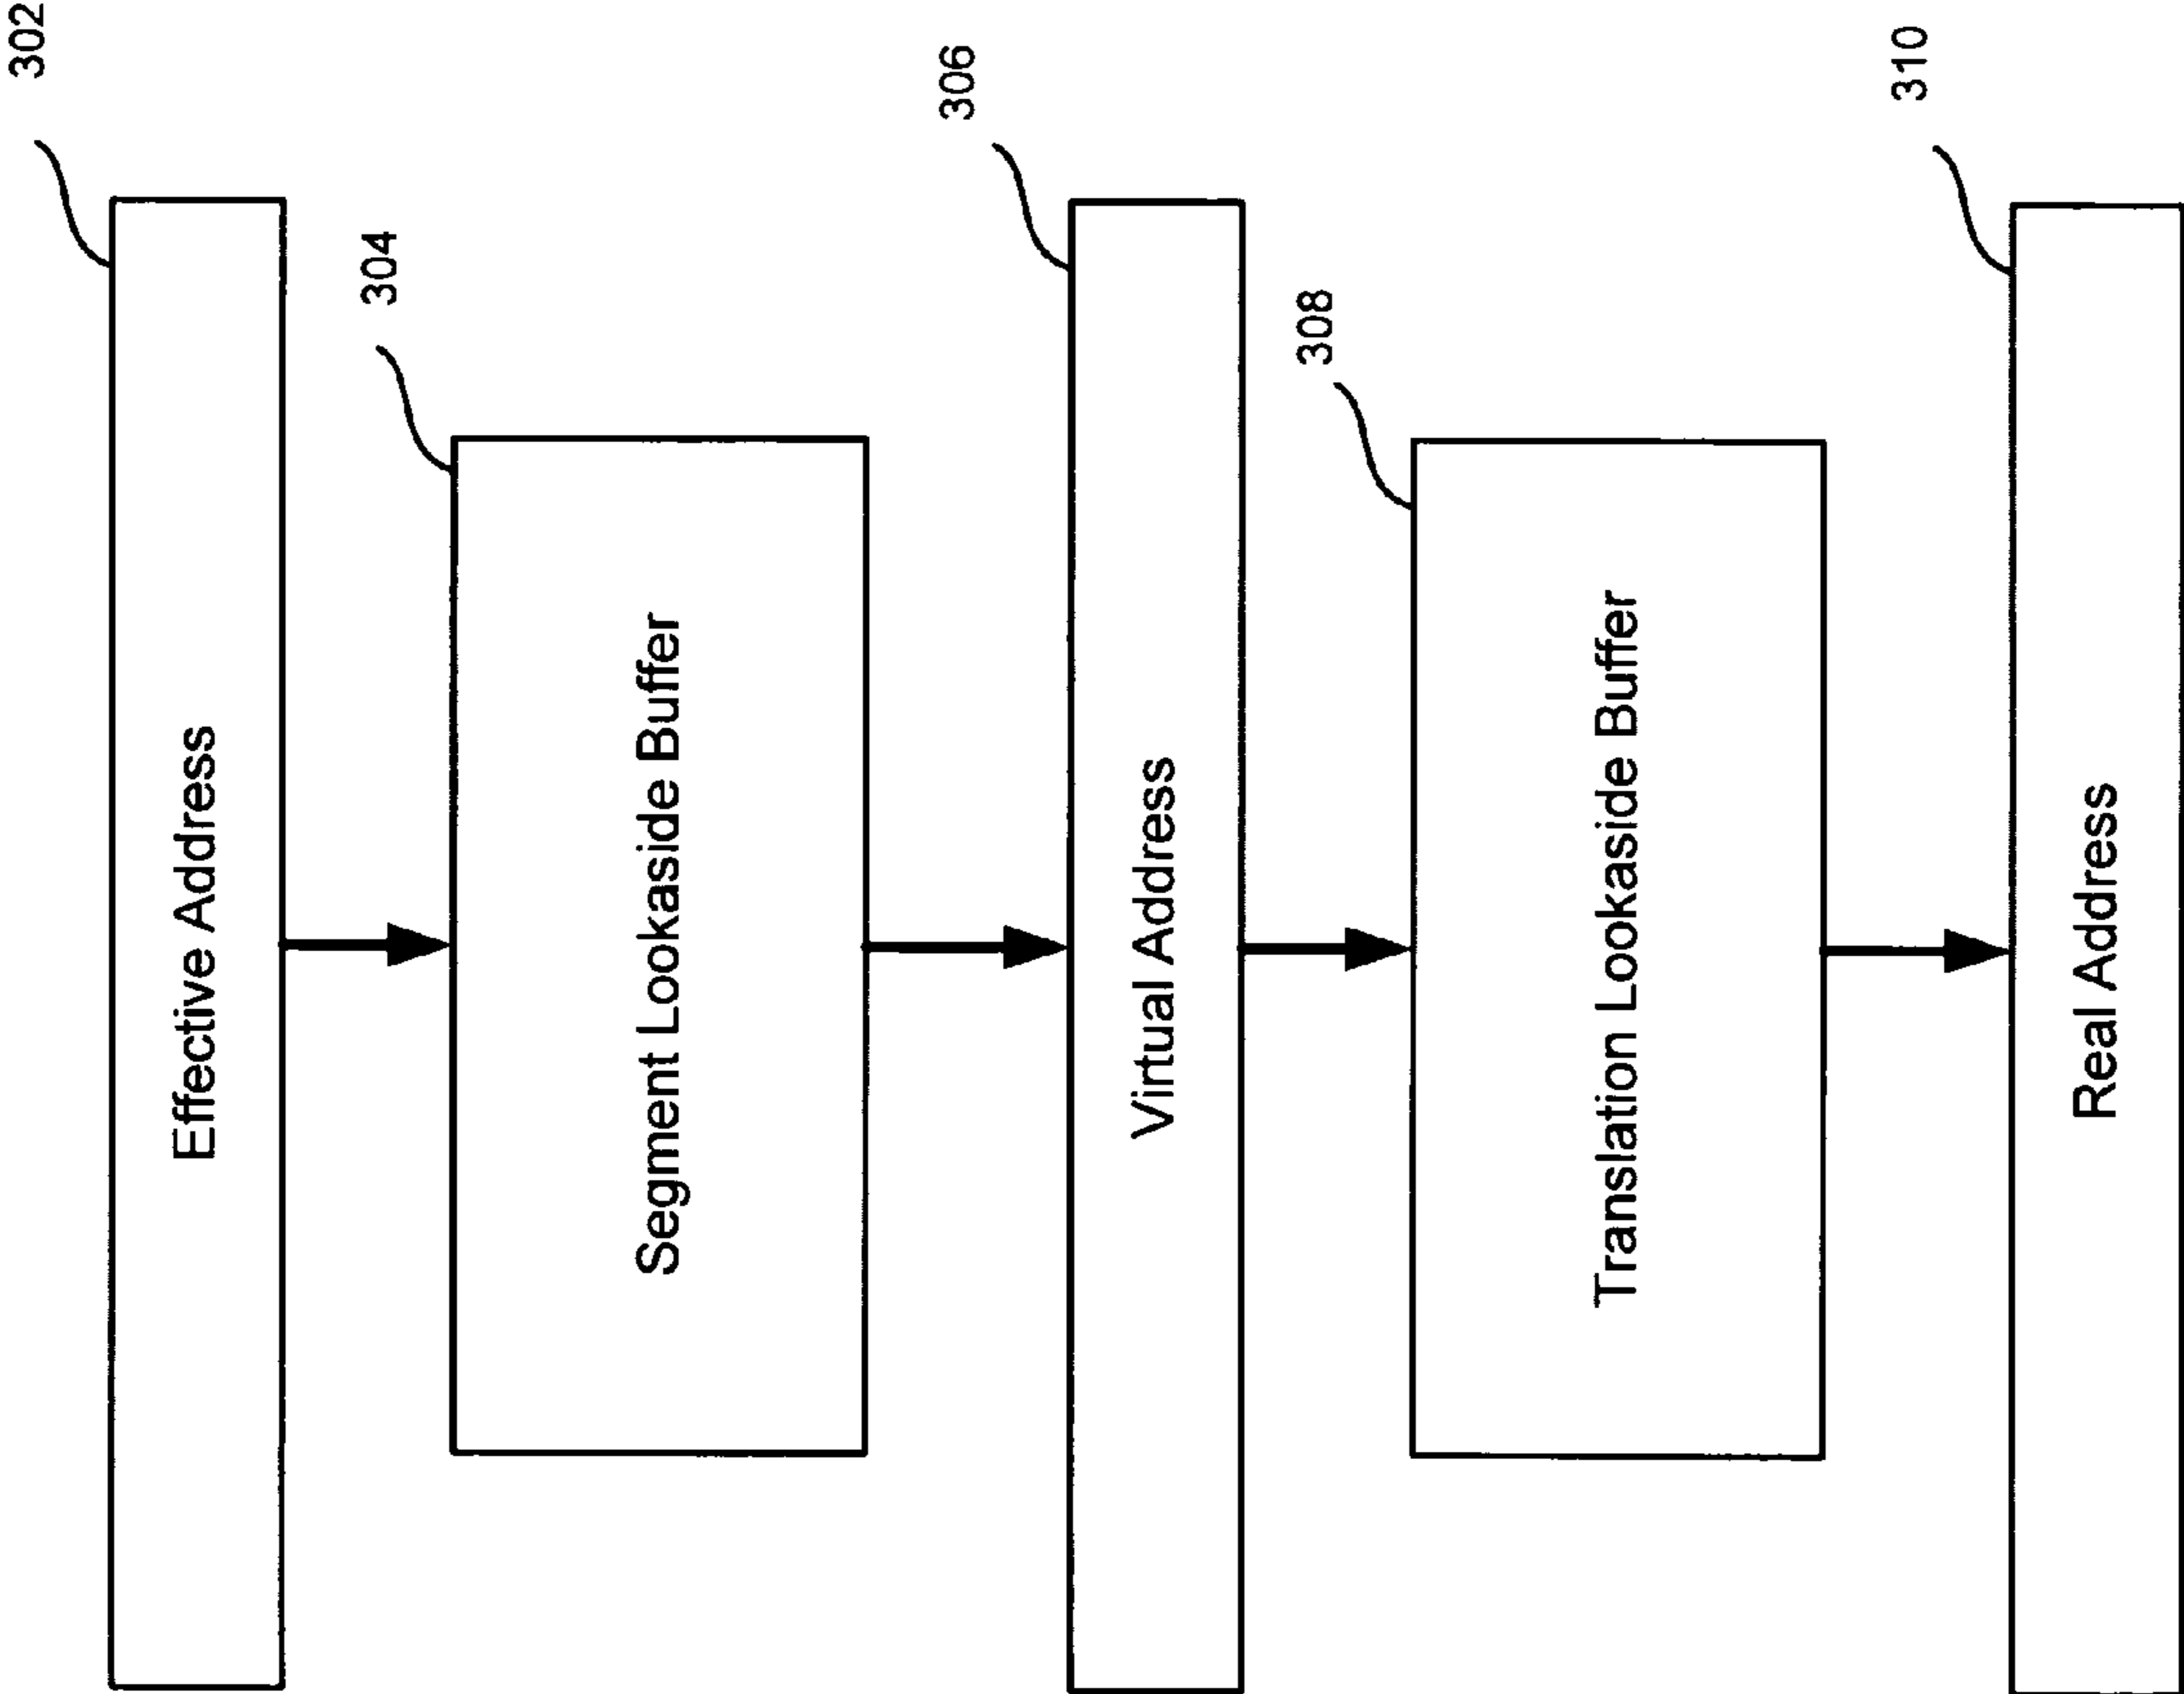 302
Effective Address
304
Segment Lookaside Buffer
306
Virtual Address
308
Translation Lookaside Buffer
310
Real Address